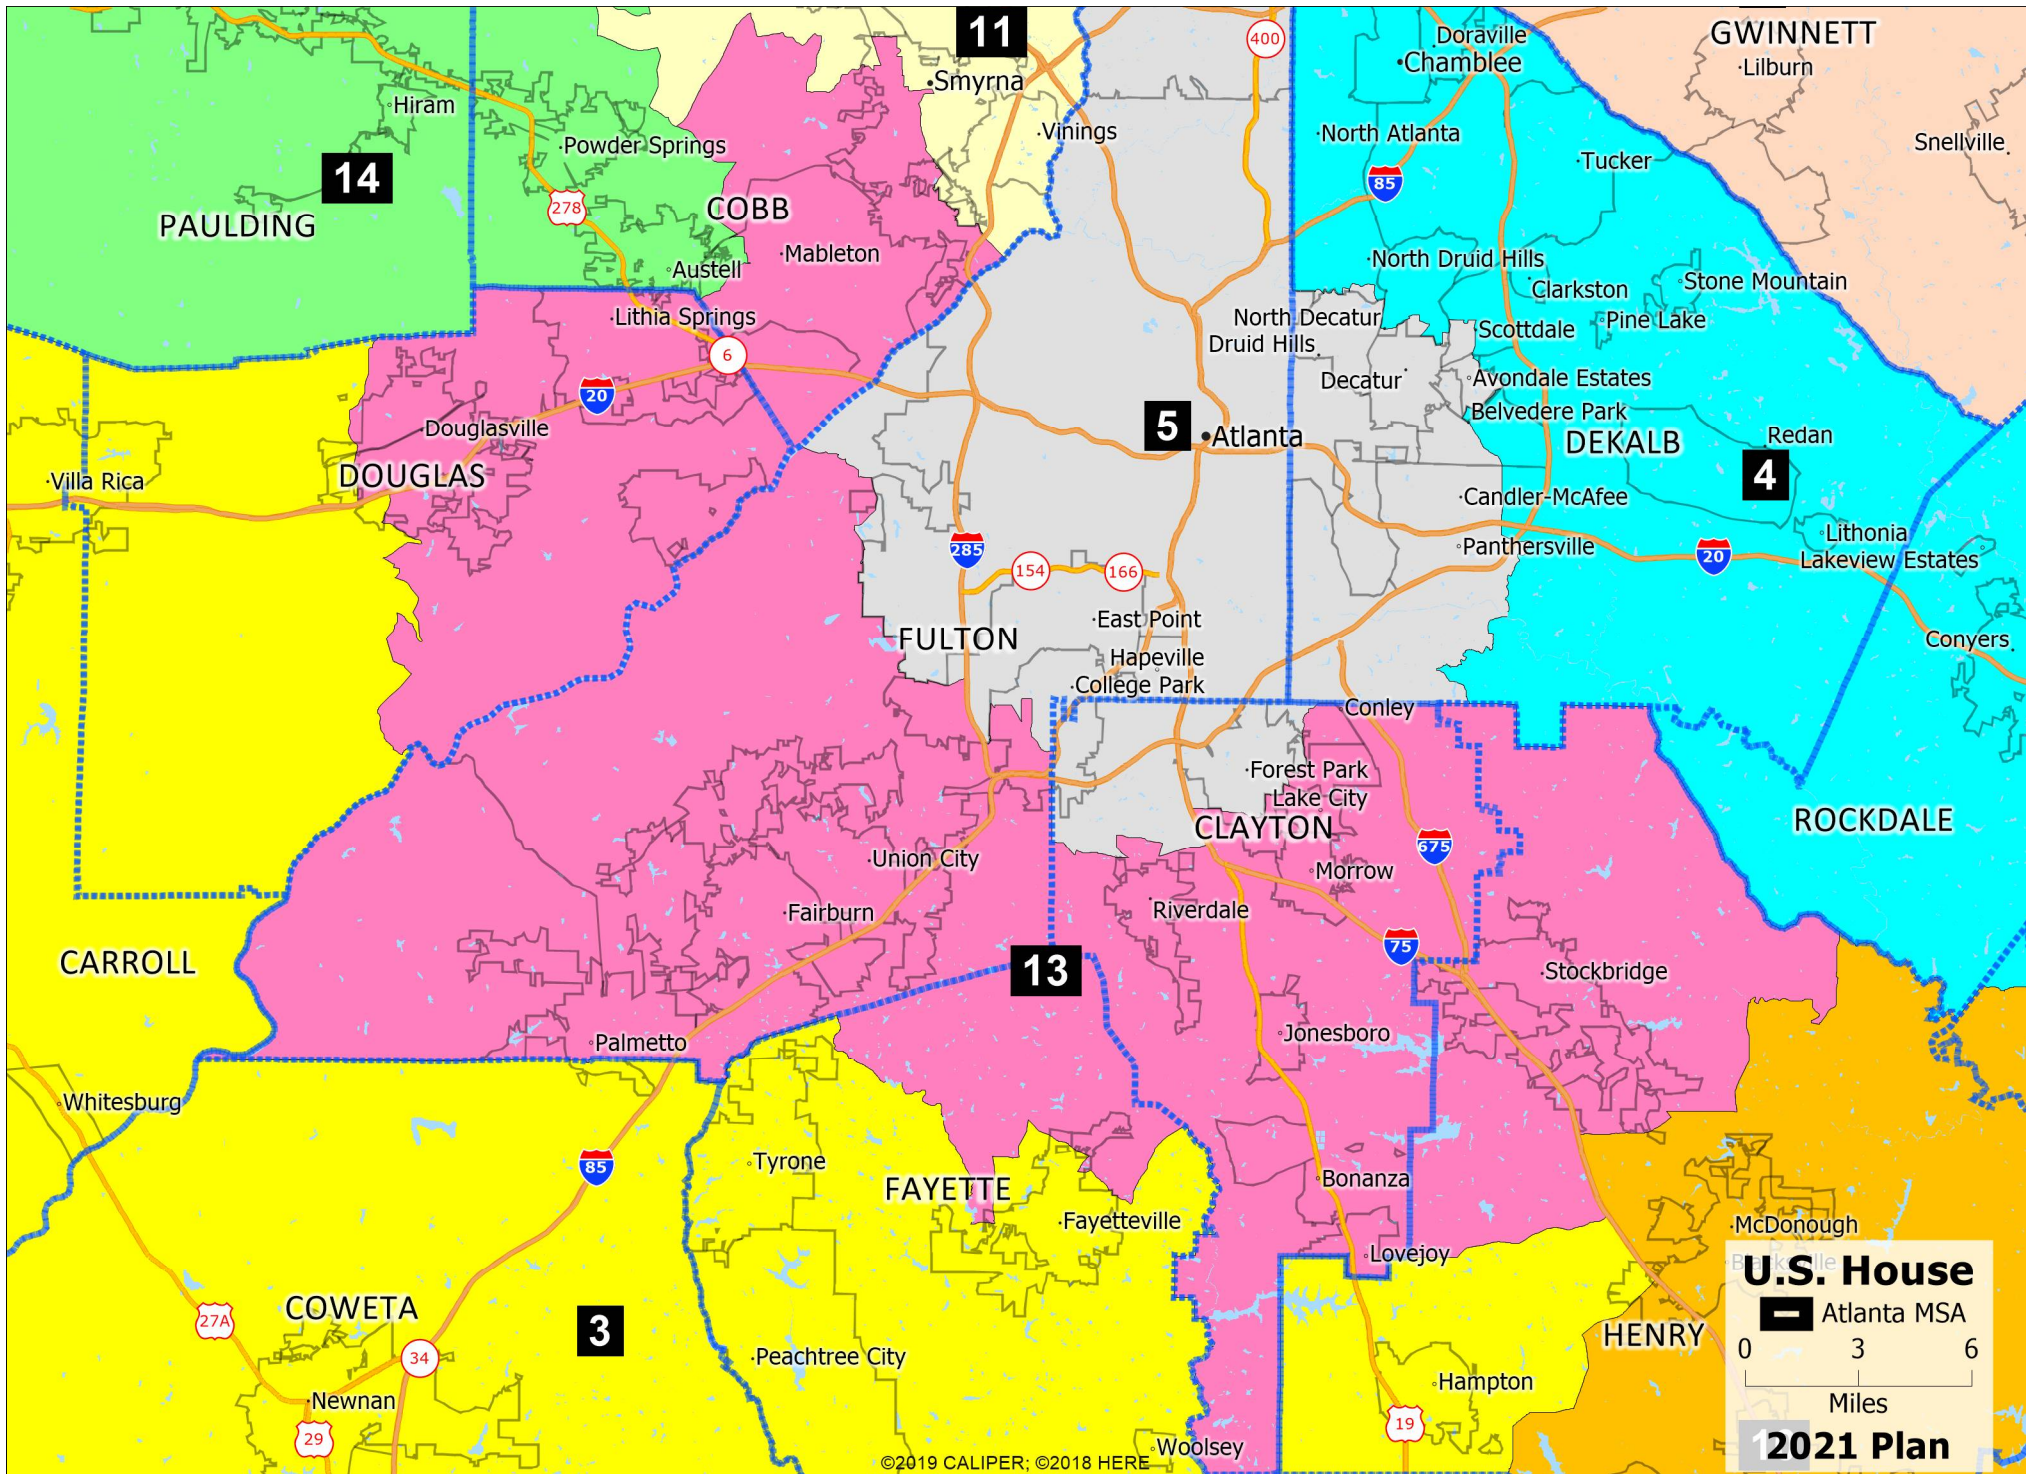 11
400
GWINNETT
Doraville
Chamblee
Lilburn
Smyrna
Hiram
Vinings
North Atlanta
Snellville
Powder Springs
Tucker
14
85
278
COBB
PAULDING
Mableton
North Druid Hills
Austell
Clarkston
Stone Mountain
Lithia Springs
North Decatur
Pine Lake
Scottdale
Druid Hills
6
Decatur
Avondale Estates
20
Belvedere Park
Douglasville
5
Atlanta
DEKALB
Redan
DOUGLAS
4
Villa Rica
Candler-McAfee
Lithonia
285
Panthersville
20
Lakeview Estates
154
166
East Point
FULTON
Conyers
Hapeville
College Park
Conley
Forest Park
Lake City
CLAYTON
ROCKDALE
675
Union City
Morrow
Fairburn
Riverdale
75
CARROLL
13
Stockbridge
Jonesboro
Palmetto
Whitesburg
Tyrone
85
FAYETTE
Bonanza
Fayetteville
McDonough
Lovejoy
Blacksville
U.S. House
COWETA
Atlanta MSA
27A
3
HENRY
0 3 6
34
Peachtree City
Hampton
Miles
Newnan
19
29
Woolsey
2021 Plan
©2019 CALIPER; ©2018 HERE